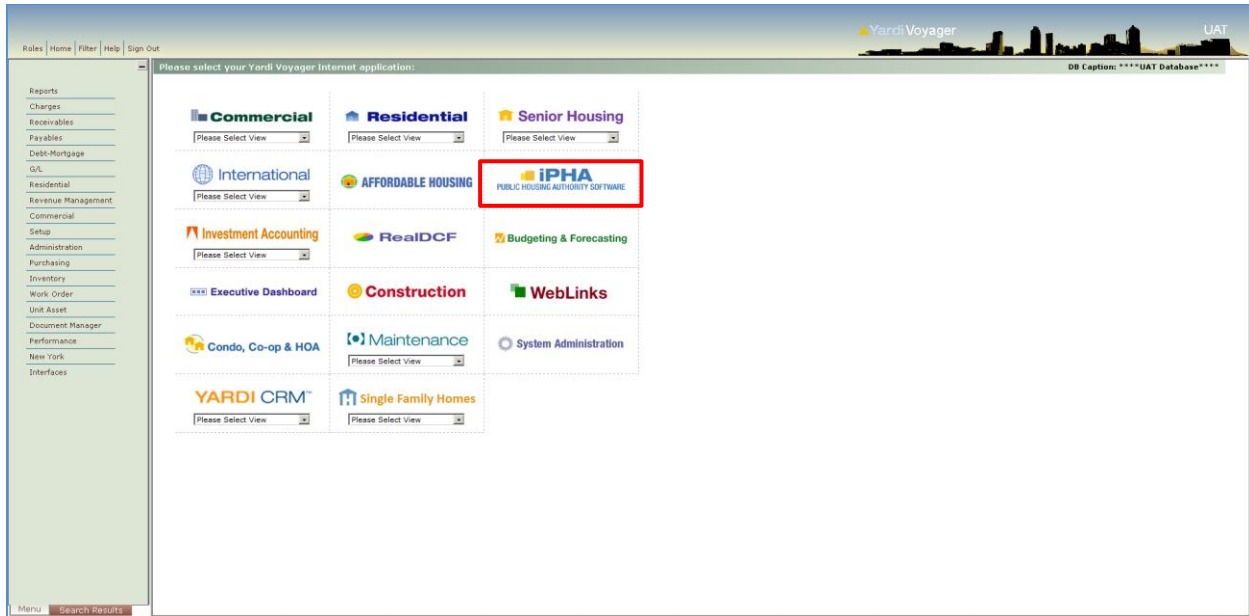 Yardi Voyager
UAT
Roles Home Filter Help Sign Out
Please select your Yardi Voyager Internet application:
DB Caption: ****UAT Database****
Reports
Charges
Receivables
Payables
Debt-Mortgage
G/L
Residential
Revenue Management
Commercial
Setup
Administration
Purchasing
Inventory
Work Order
Unit Asset
Document Manager
Performance
New York
Interfaces
Commercial
Please Select View
Residential
Please Select View
Senior Housing
Please Select View
International
Please Select View
AFFORDABLE HOUSING
iPHA
PUBLIC HOUSING AUTHORITY SOFTWARE
Investment Accounting
Please Select View
RealDCF
Budgeting & Forecasting
Executive Dashboard
Construction
WebLinks
Condo, Co-op & HOA
Maintenance
Please Select View
System Administration
YARDI CRM™
Please Select View
Single Family Homes
Please Select View
Menu
Search Results